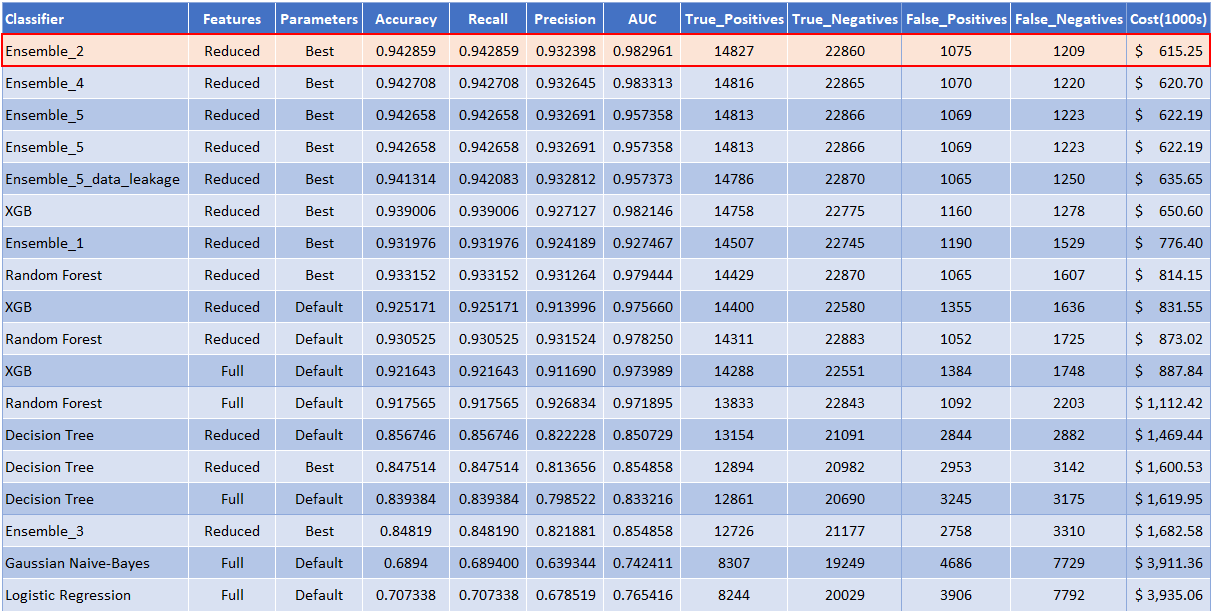 Classifier Features Parameters Accuracy Recall Precision AUC True_Positives True_Negatives False_Positives False_Negatives Cost(1000s)
Ensemble_2 Reduced Best 0.942859 0.942859 0.932398 0.982961 14827 22860 1075 1209 $ 615.25
Ensemble_4 Reduced Best 0.942708 0.942708 0.932645 0.983313 14816 22865 1070 1220 $ 620.70
Ensemble_5 Reduced Best 0.942658 0.942658 0.932691 0.957358 14813 22866 1069 1223 $ 622.19
Ensemble_5 Reduced Best 0.942658 0.942658 0.932691 0.957358 14813 22866 1069 1223 $ 622.19
Ensemble_5_data_leakage Reduced Best 0.941314 0.942083 0.932812 0.957373 14786 22870 1065 1250 $ 635.65
XGB Reduced Best 0.939006 0.939006 0.927127 0.982146 14758 22775 1160 1278 $ 650.60
Ensemble_1 Reduced Best 0.931976 0.931976 0.924189 0.927467 14507 22745 1190 1529 $ 776.40
Random Forest Reduced Best 0.933152 0.933152 0.931264 0.979444 14429 22870 1065 1607 $ 814.15
XGB Reduced Default 0.925171 0.925171 0.913996 0.975660 14400 22580 1355 1636 $ 831.55
Random Forest Reduced Default 0.930525 0.930525 0.931524 0.978250 14311 22883 1052 1725 $ 873.02
XGB Full Default 0.921643 0.921643 0.911690 0.973989 14288 22551 1384 1748 $ 887.84
Random Forest Full Default 0.917565 0.917565 0.926834 0.971895 13833 22843 1092 2203 $ 1,112.42
Decision Tree Reduced Default 0.856746 0.856746 0.822228 0.850729 13154 21091 2844 2882 $ 1,469.44
Decision Tree Reduced Best 0.847514 0.847514 0.813656 0.854858 12894 20982 2953 3142 $ 1,600.53
Decision Tree Full Default 0.839384 0.839384 0.798522 0.833216 12861 20690 3245 3175 $ 1,619.95
Ensemble_3 Reduced Best 0.84819 0.848190 0.821881 0.854858 12726 21177 2758 3310 $ 1,682.58
Gaussian Naive-Bayes Full Default 0.6894 0.689400 0.639344 0.742411 8307 19249 4686 7729 $ 3,911.36
Logistic Regression Full Default 0.707338 0.707338 0.678519 0.765416 8244 20029 3906 7792 $ 3,935.06